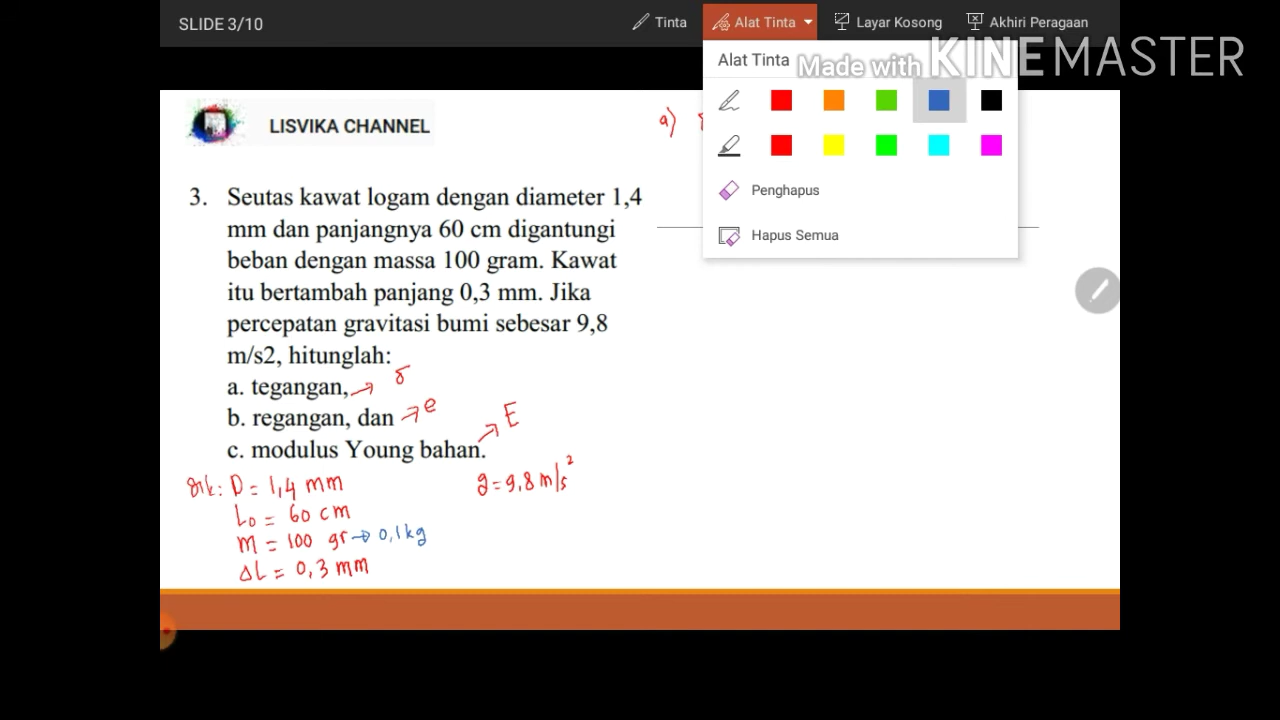 SLIDE 3/10
Tinta
Alat Tinta
Layar Kosong
Akhiri Peragaan
Alat Tinta
Made with KINEMASTER
Penghapus
Hapus Semua
LISVIKA CHANNEL
a)
3. Seutas kawat logam dengan diameter 1,4
mm dan panjangnya 60 cm digantungi
beban dengan massa 100 gram. Kawat
itu bertambah panjang 0,3 mm. Jika
percepatan gravitasi bumi sebesar 9,8
m/s2, hitunglah:
a. tegangan, → σ
b. regangan, dan → e
c. modulus Young bahan. → E
dik: D = 1,4 mm
L₀ = 60 cm
m = 100 gr → 0,1 kg
ΔL = 0,3 mm
g = 9,8 m/s²